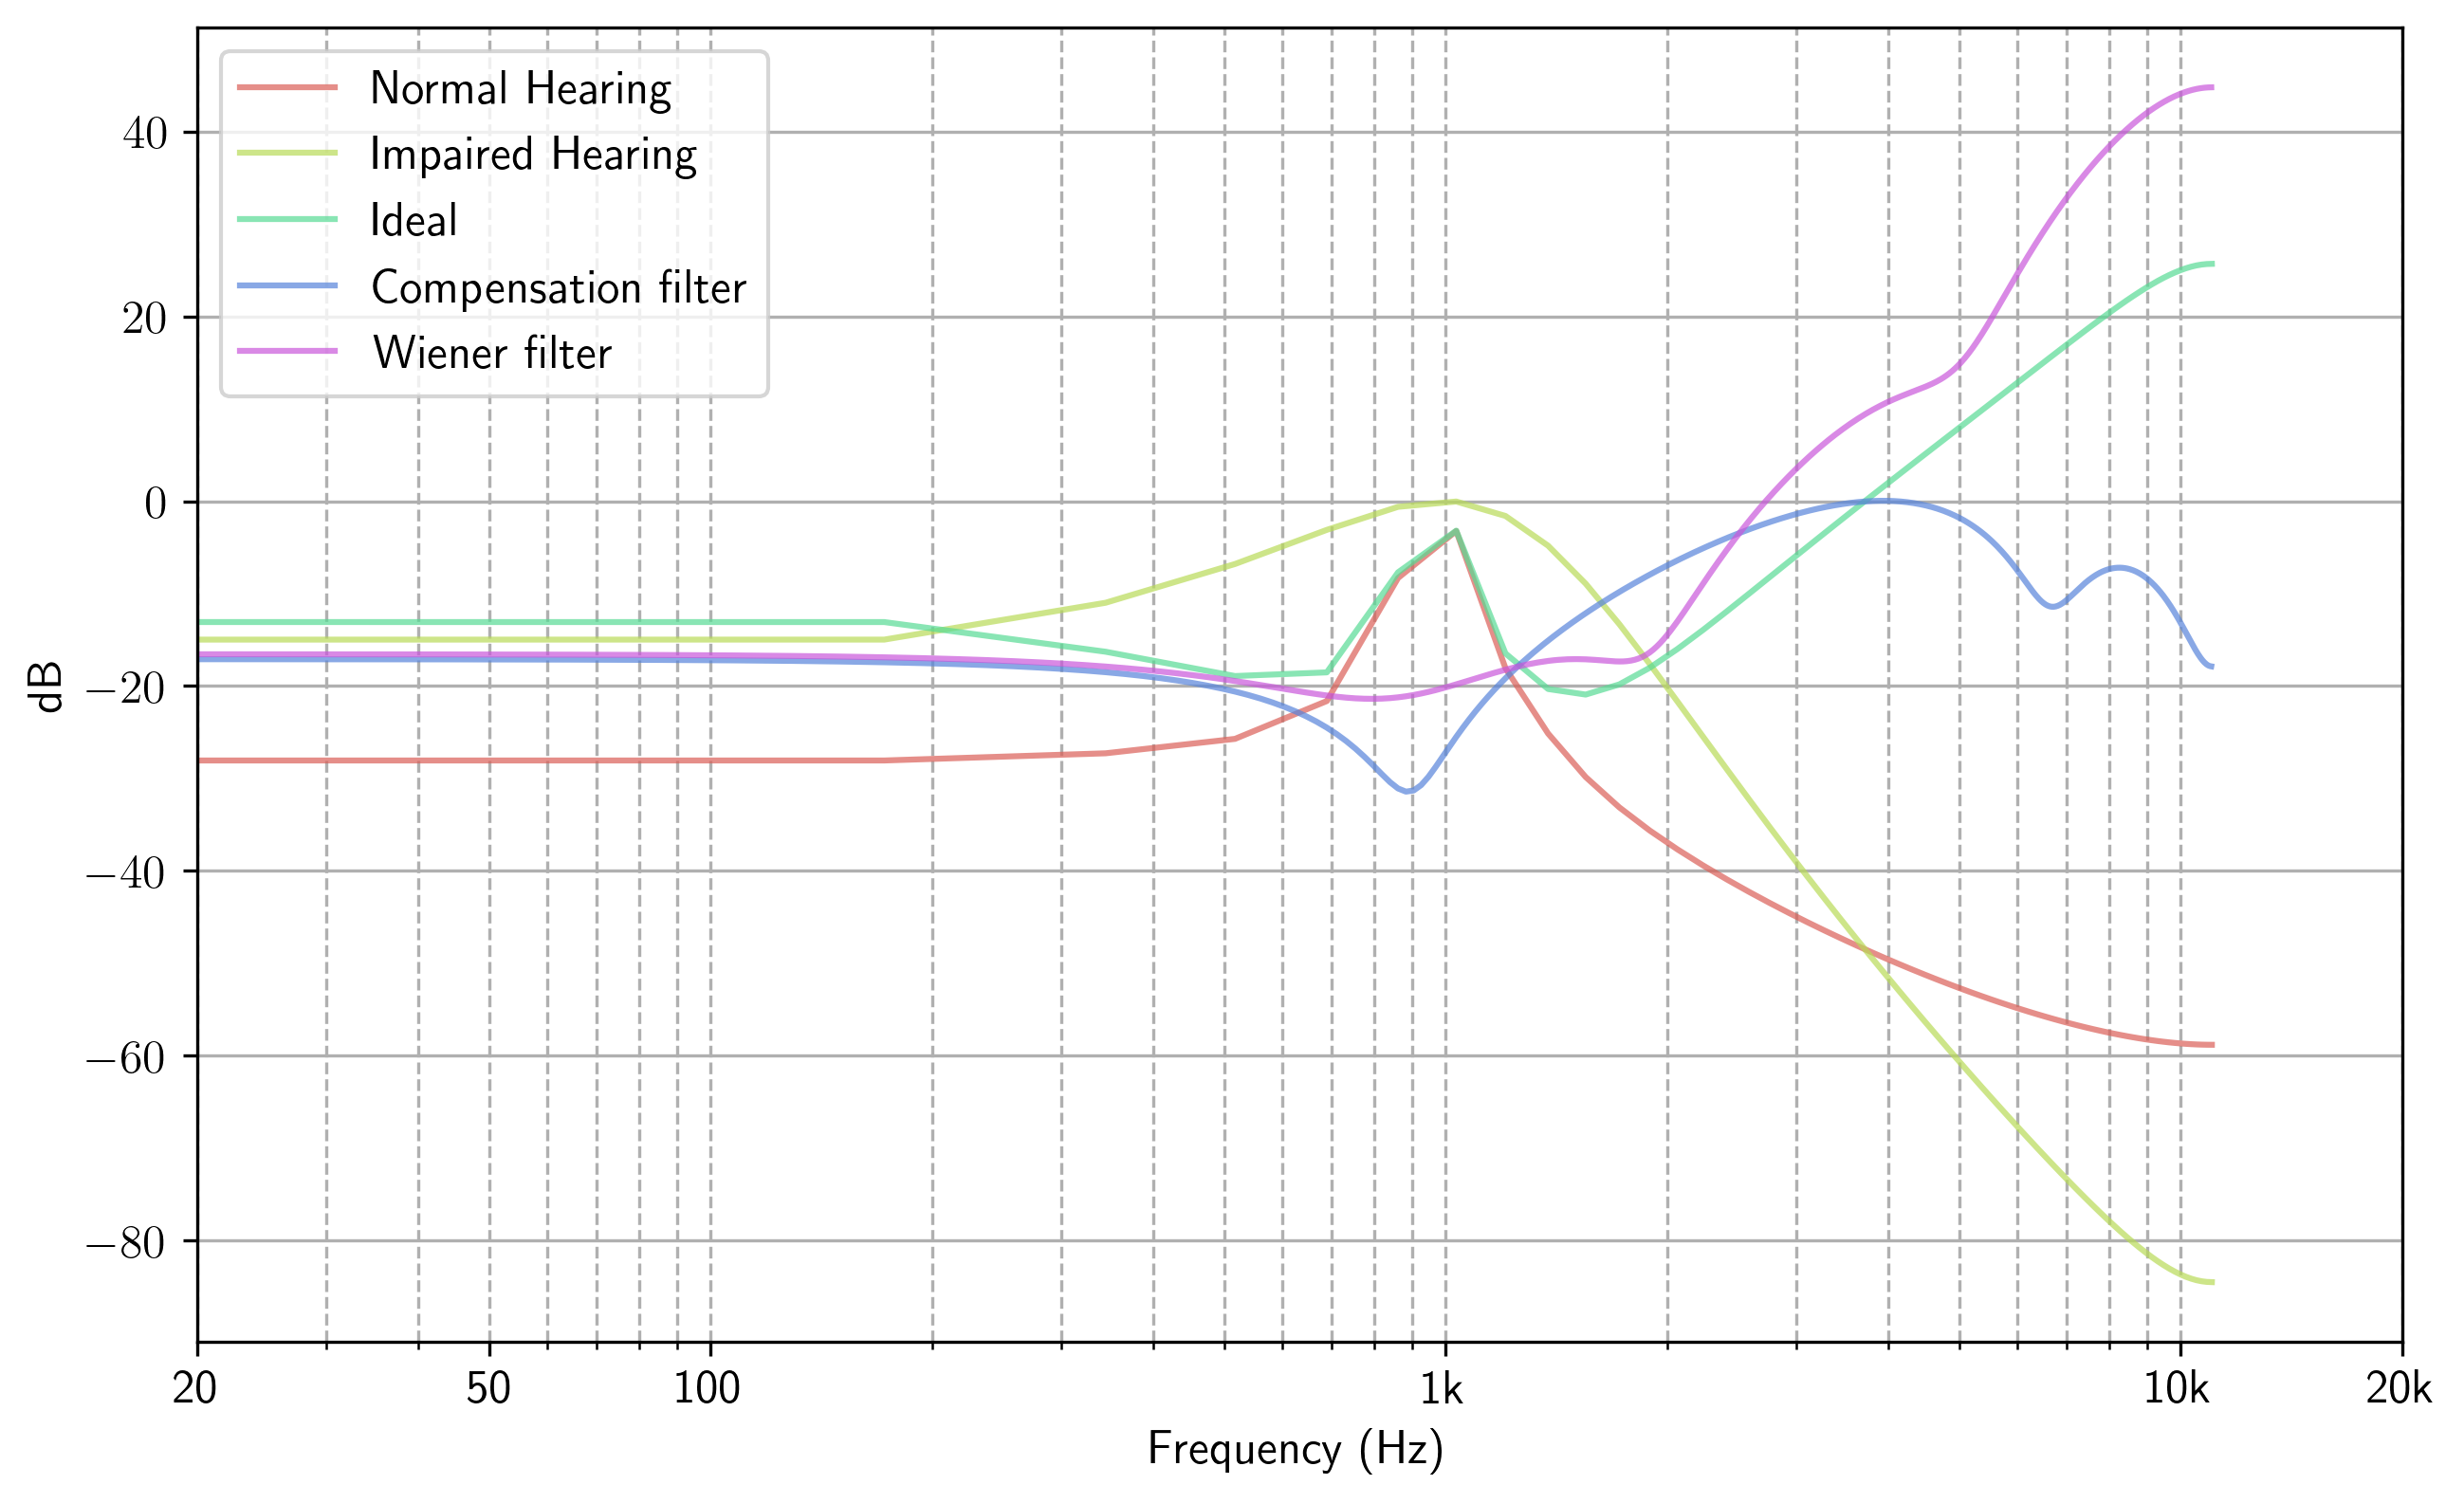 Normal Hearing
Impaired Hearing
Ideal
Compensation filter
Wiener filter
40
20
0
−20
−40
−60
−80
dB
20 50 100 1k 10k 20k
Frequency (Hz)